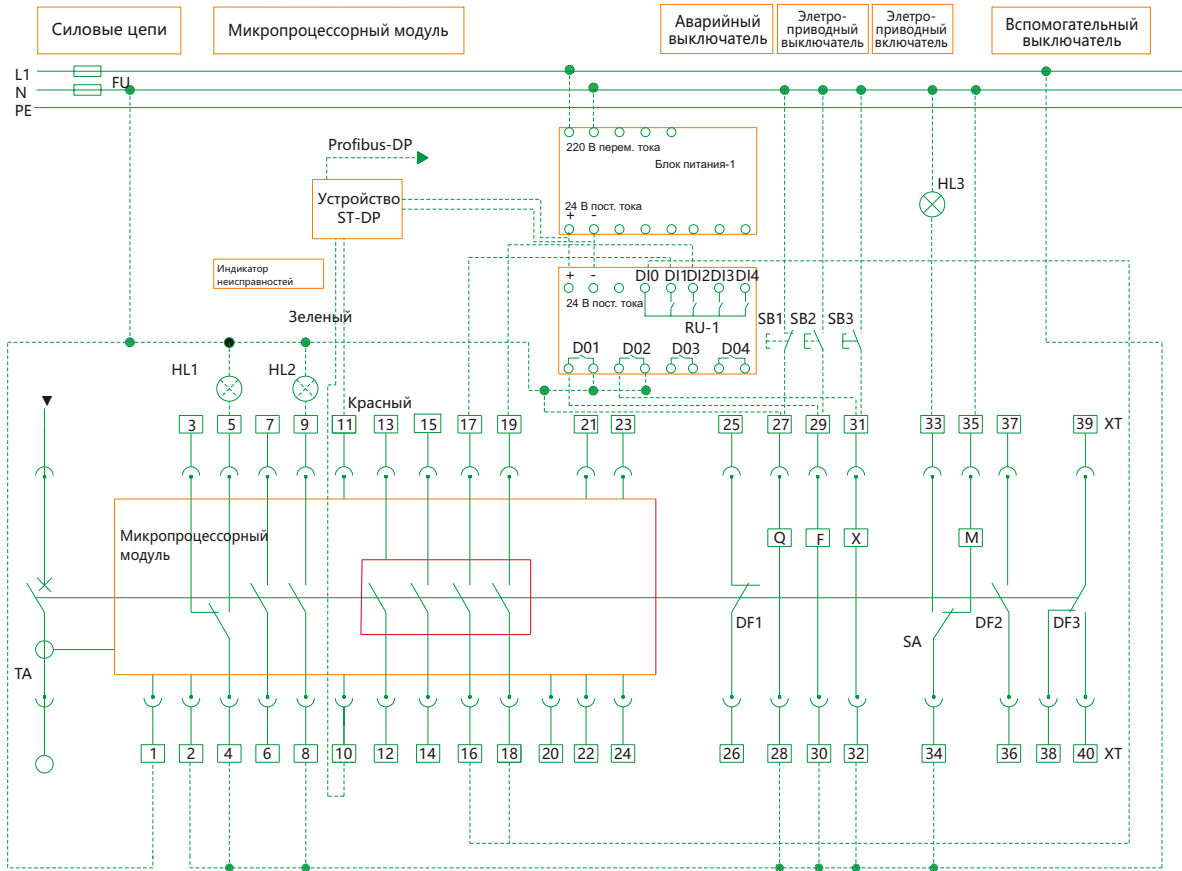 Силовые цепи
Микропроцессорный модуль
Аварийный
выключатель
Элетро-
приводный
выключатель
Элетро-
приводный
включатель
Вспомогательный
выключатель
L1
FU
N
PE
Profibus-DP
220 В перем. тока
Блок питания-1
Устройство
ST-DP
HL3
24 В пост. тока
+ -
Индикатор
неисправностей
+ - DI0 DI1 DI2 DI3 DI4
24 В пост. тока
Зеленый
RU-1
SB1 SB2 SB3
D01 D02 D03 D04
HL1 HL2
Красный
3 5 7 9 11 13 15 17 19 21 23 25 27 29 31 33 35 37 39 XT
Микропроцессорный
модуль
Q F X M
DF1 DF2 DF3
SA
TA
1 2 4 6 8 10 12 14 16 18 20 22 24 26 28 30 32 34 36 38 40 XT